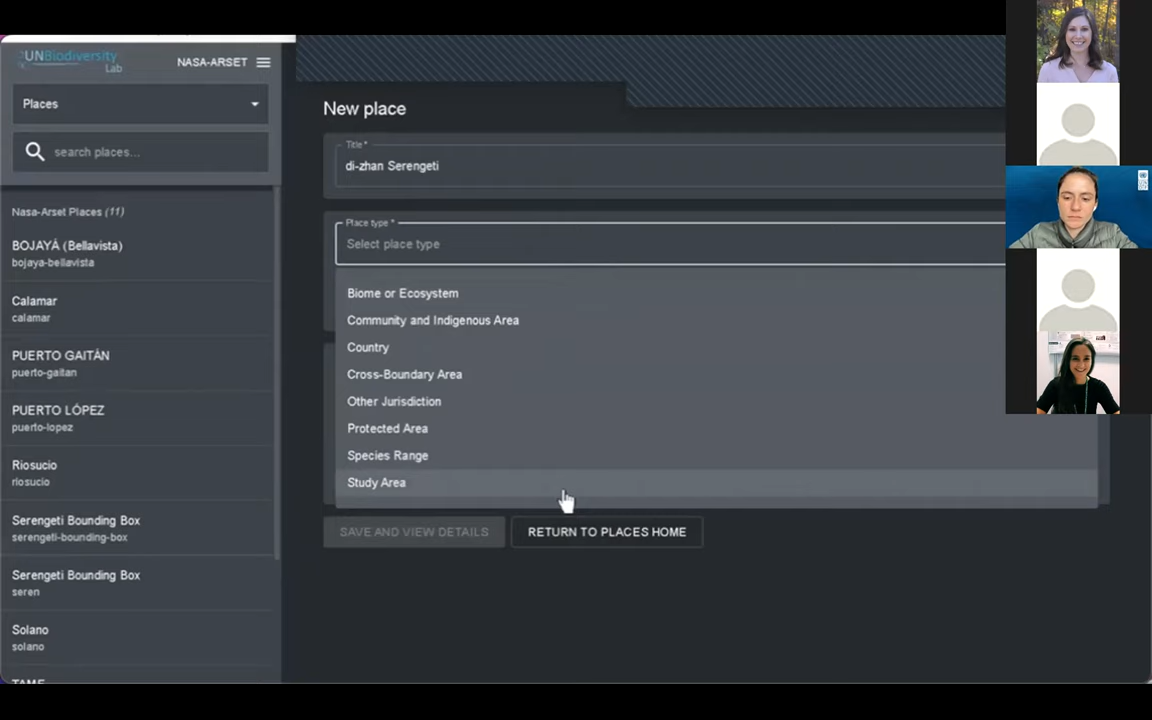 UNBiodiversity
Lab
NASA-ARSET
Places
search places...
Nasa-Arset Places (11)
BOJAYÁ (Bellavista)
bojaya-bellavista
Calamar
calamar
PUERTO GAITÁN
puerto-gaitan
PUERTO LÓPEZ
puerto-lopez
Riosucio
riosucio
Serengeti Bounding Box
serengeti-bounding-box
Serengeti Bounding Box
seren
Solano
solano
TAME
New place
Title *
di-zhan Serengeti
Place type *
Select place type
Biome or Ecosystem
Community and Indigenous Area
Country
Cross-Boundary Area
Other Jurisdiction
Protected Area
Species Range
Study Area
SAVE AND VIEW DETAILS
RETURN TO PLACES HOME